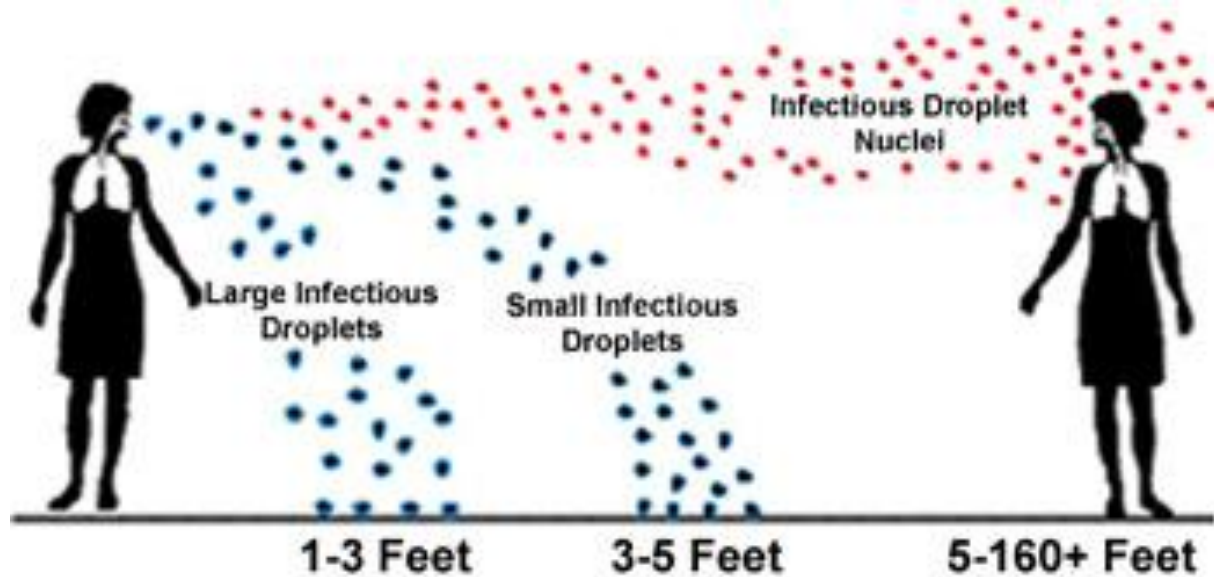 Infectious Droplet
Nuclei
Large Infectious
Droplets
Small Infectious
Droplets
1-3 Feet
3-5 Feet
5-160+ Feet